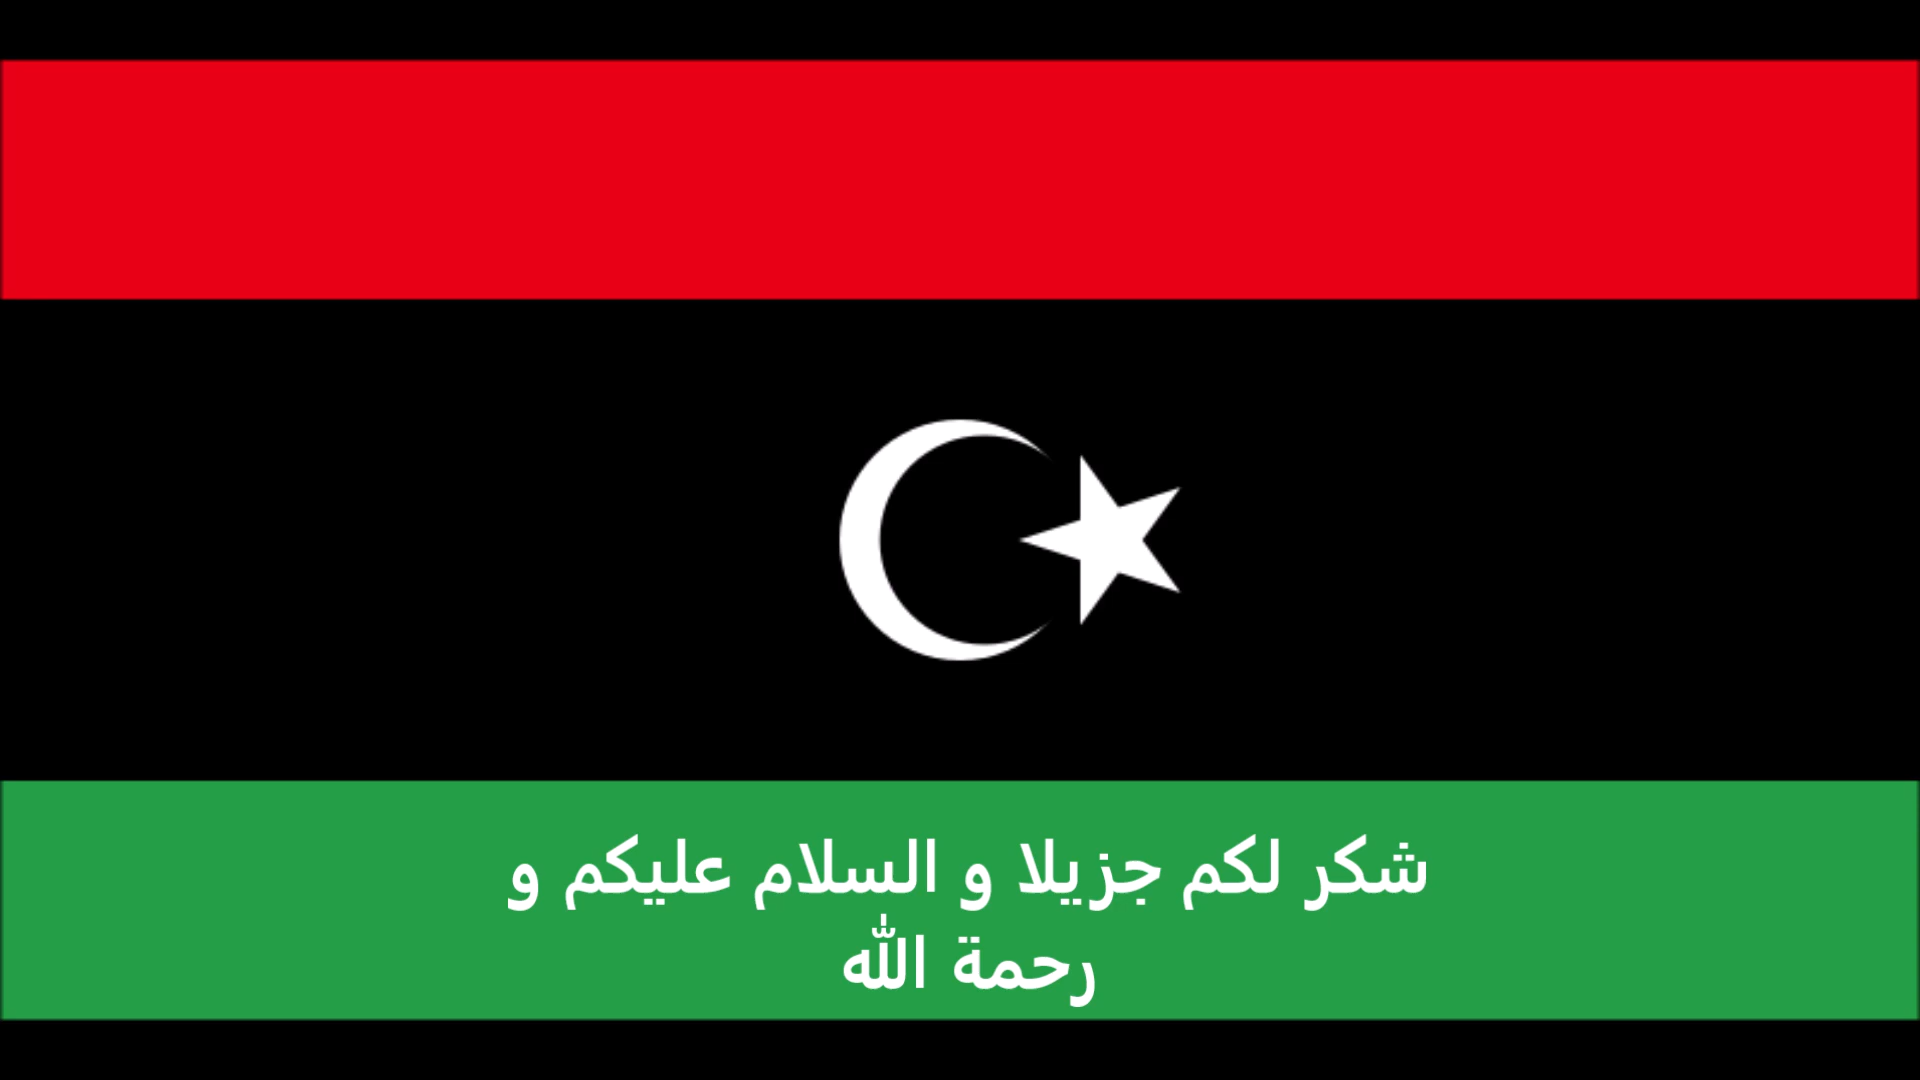 شكر لكم جزيلا و السلام عليكم و
رحمة الله